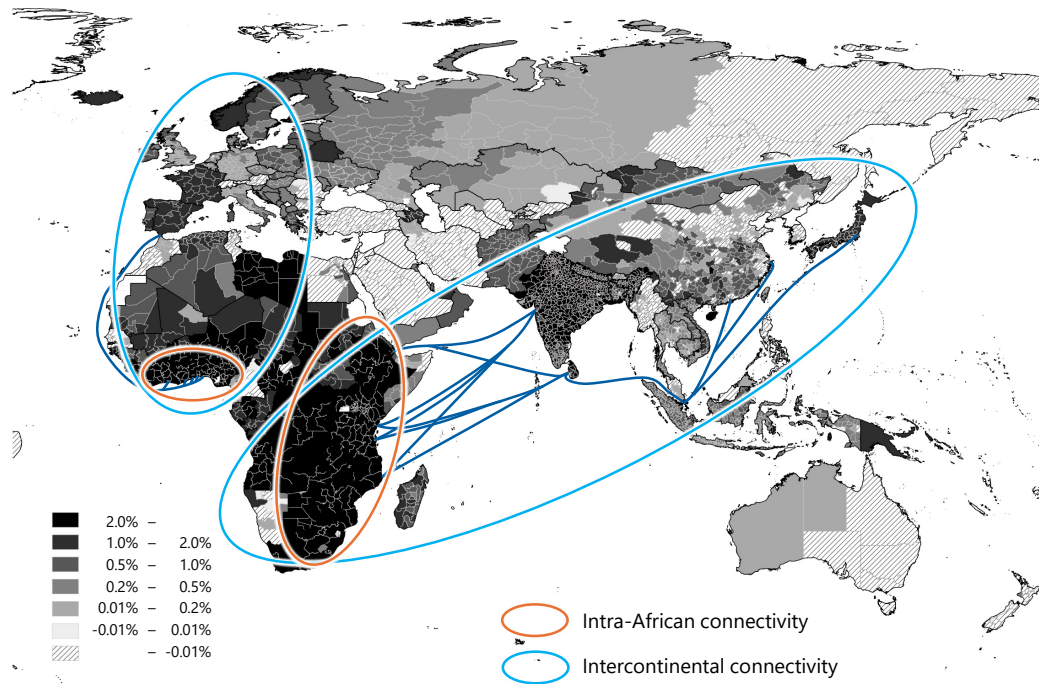 2.0% –
1.0% – 2.0%
0.5% – 1.0%
0.2% – 0.5%
0.01% – 0.2%
-0.01% – 0.01%
– -0.01%
Intra-African connectivity
Intercontinental connectivity